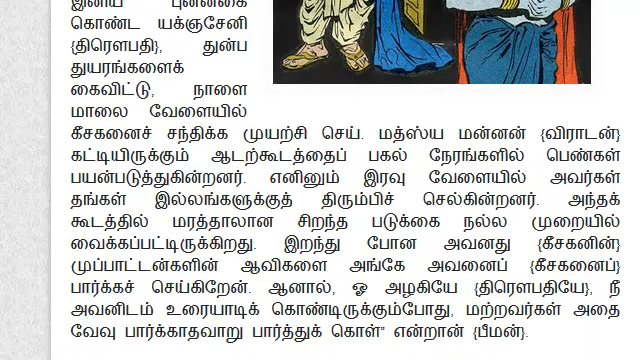 இனிய புன்னகை
கொண்ட யக்ஞசேனி
{திரௌபதி}, துன்ப
துயரங்களைக்
கைவிட்டு, நாளை
மாலை வேளையில்
கீசகனைச் சந்திக்க முயற்சி செய். மத்ஸ்ய மன்னன் {விராடன்}
கட்டியிருக்கும் ஆடற்கூடத்தைப் பகல் நேரங்களில் பெண்கள்
பயன்படுத்துகின்றனர். எனினும் இரவு வேளையில் அவர்கள்
தங்கள் இல்லங்களுக்குத் திரும்பிச் செல்கின்றனர். அந்தக்
கூடத்தில் மரத்தாலான சிறந்த படுக்கை நல்ல முறையில்
வைக்கப்பட்டிருக்கிறது. இறந்து போன அவனது {கீசகனின்}
முப்பாட்டன்களின் ஆவிகளை அங்கே அவனைப் {கீசகனைப்}
பார்க்கச் செய்கிறேன். ஆனால், ஓ அழகியே {திரௌபதியே}, நீ
அவனிடம் உரையாடிக் கொண்டிருக்கும்போது, மற்றவர்கள் அதை
வேவு பார்க்காதவாறு பார்த்துக் கொள்" என்றான் {பீமன்}.